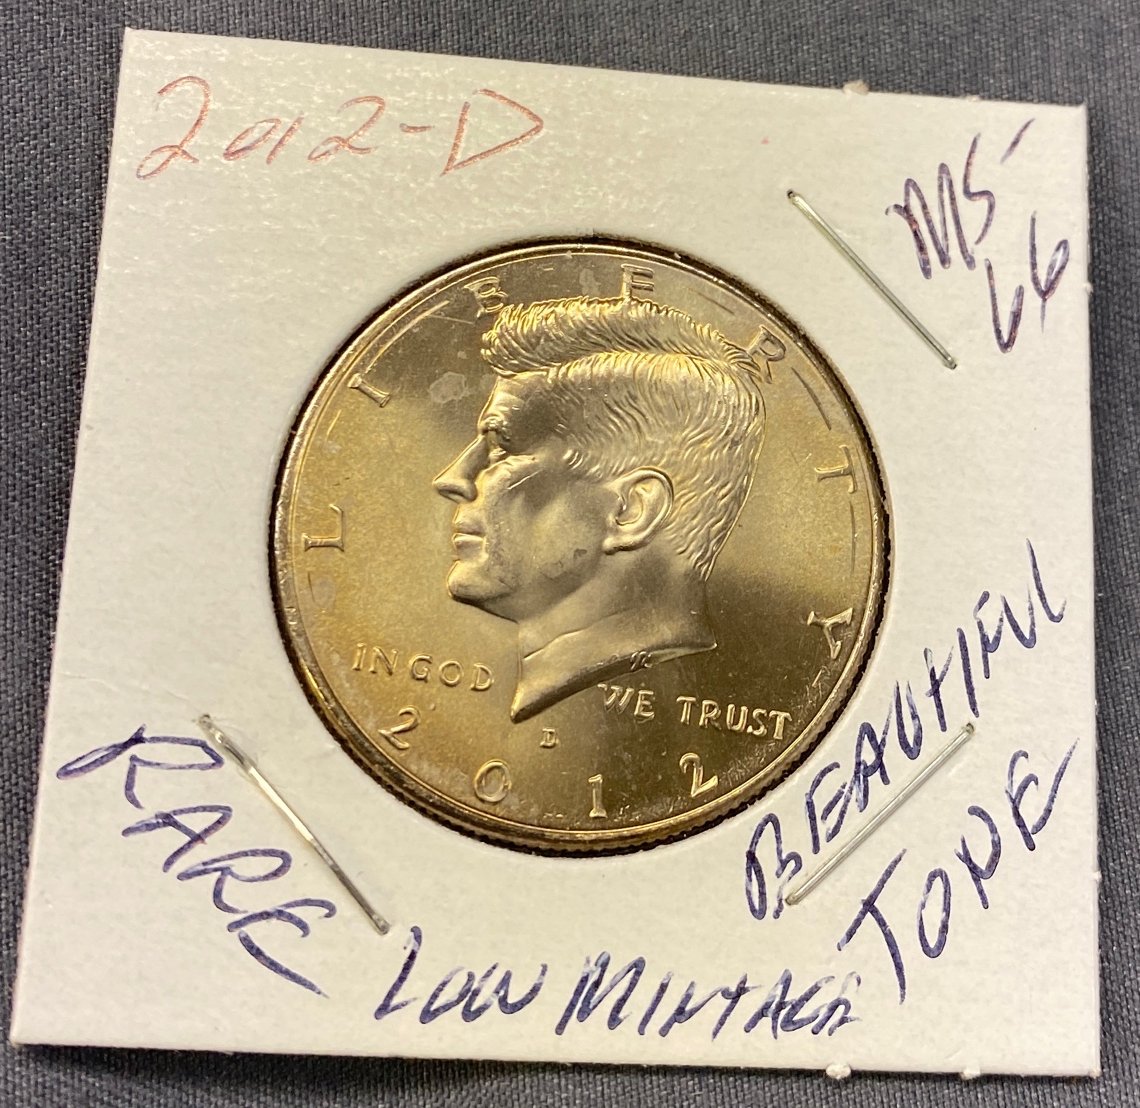 2012-D
MS-
66
LIBERTY
IN GOD WE TRUST
D
2012
RARE
LOW MINTAGE
BEAUTIFUL
TONE